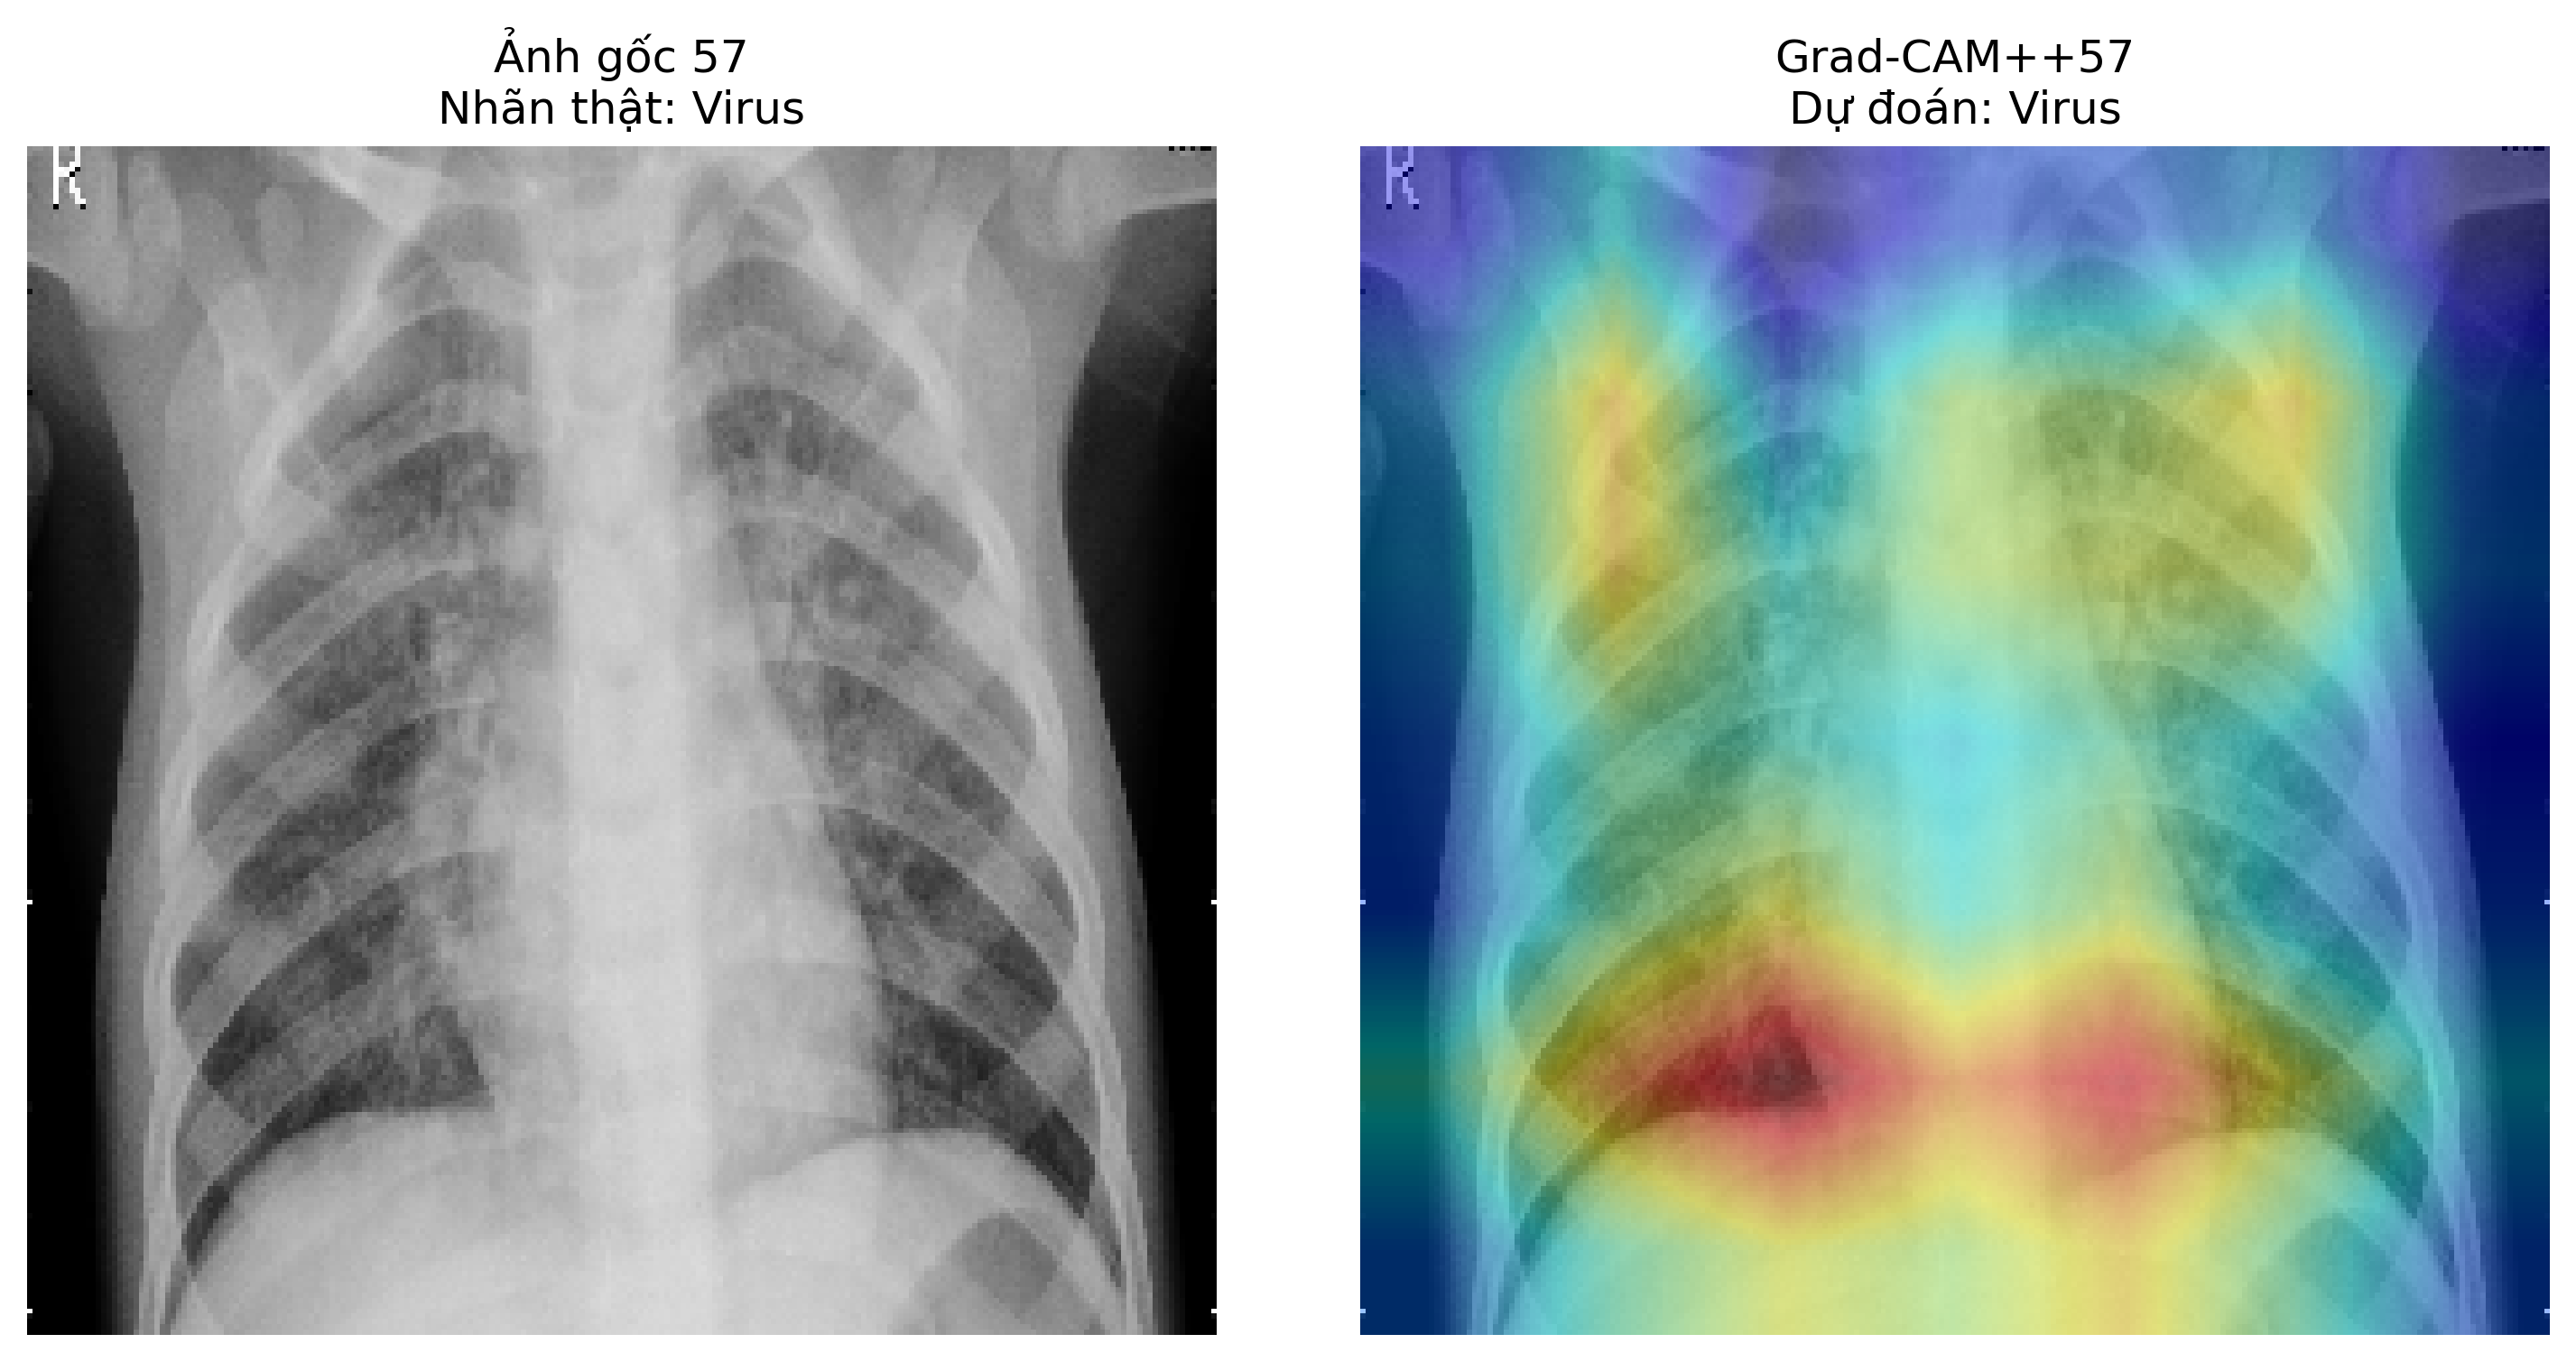 Ảnh gốc 57
Nhãn thật: Virus
R
Grad-CAM++57
Dự đoán: Virus
R